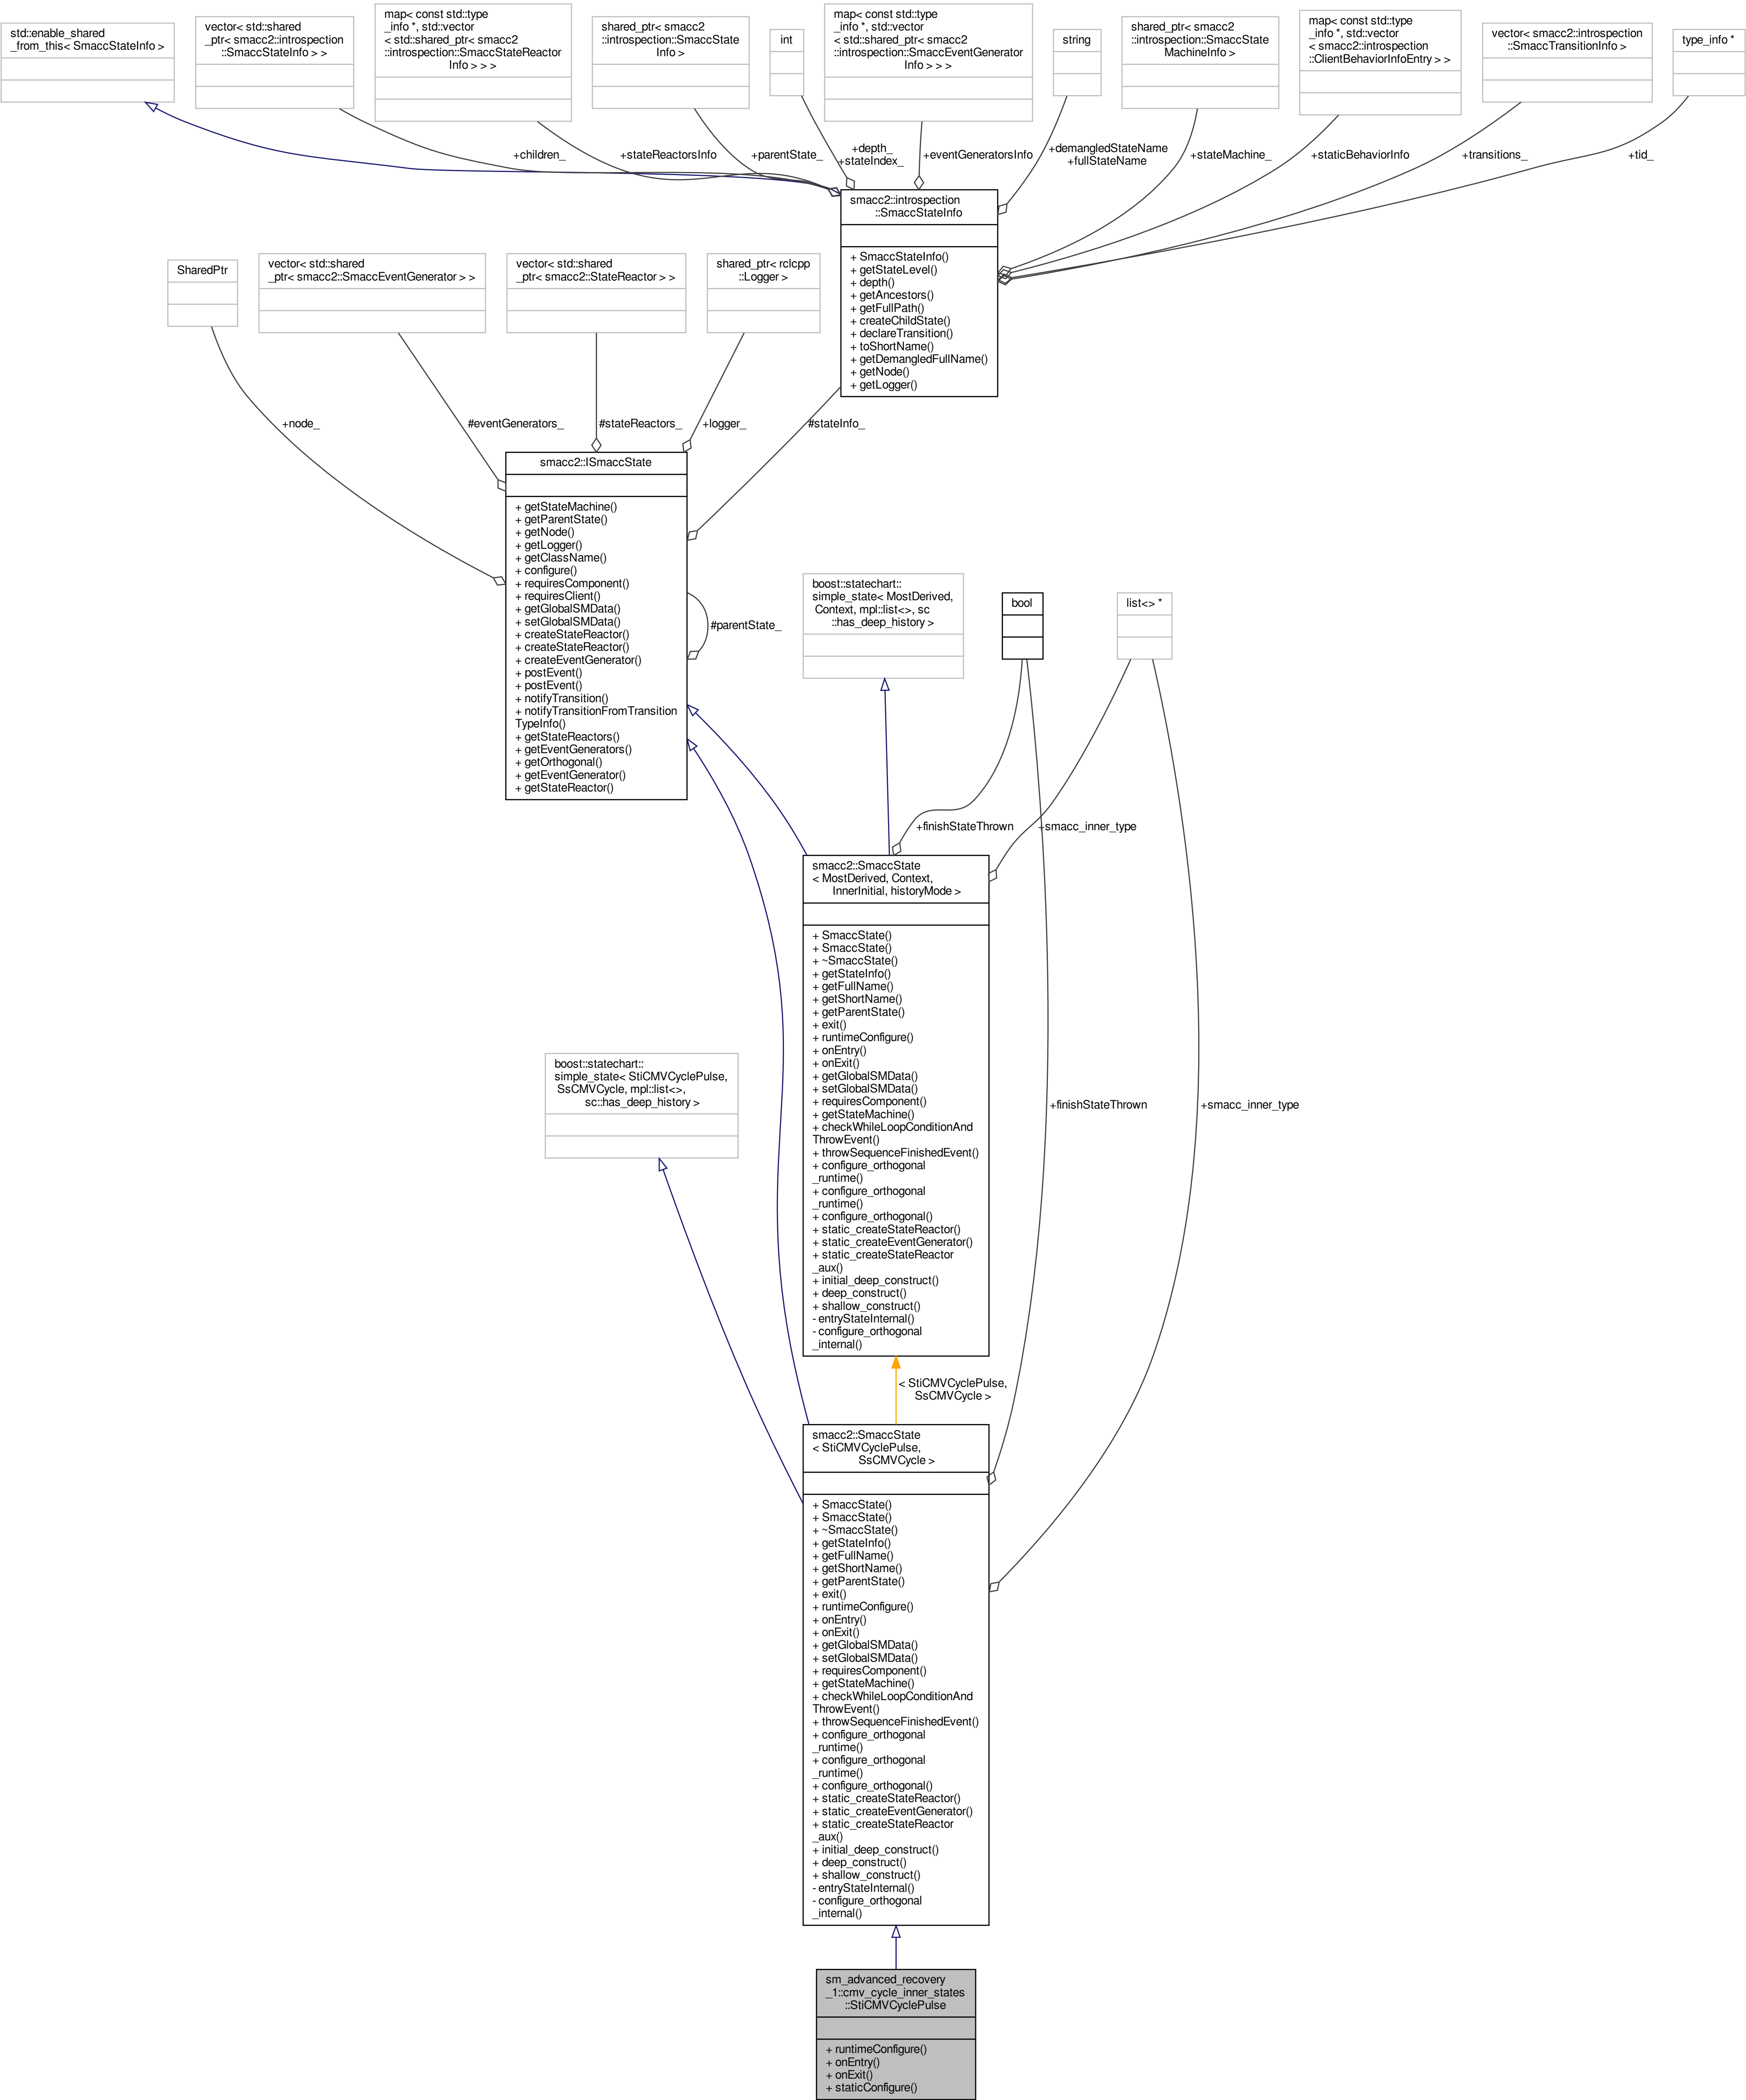 std::enable_shared
_from_this< SmaccStateInfo >
vector< std::shared
_ptr< smacc2::introspection
::SmaccStateInfo > >
map< const std::type
_info *, std::vector
< std::shared_ptr< smacc2
::introspection::SmaccStateReactor
Info > > >
shared_ptr< smacc2
::introspection::SmaccState
Info >
int
map< const std::type
_info *, std::vector
< std::shared_ptr< smacc2
::introspection::SmaccEventGenerator
Info > > >
string
shared_ptr< smacc2
::introspection::SmaccState
MachineInfo >
map< const std::type
_info *, std::vector
< smacc2::introspection
::ClientBehaviorInfoEntry > >
vector< smacc2::introspection
::SmaccTransitionInfo >
type_info *
+children_
+stateReactorsInfo
+parentState_
+depth_
+stateIndex_
+eventGeneratorsInfo
+demangledStateName
+fullStateName
+stateMachine_
+staticBehaviorInfo
+transitions_
+tid_
smacc2::introspection
::SmaccStateInfo
+ SmaccStateInfo()
+ getStateLevel()
+ depth()
+ getAncestors()
+ getFullPath()
+ createChildState()
+ declareTransition()
+ toShortName()
+ getDemangledFullName()
+ getNode()
+ getLogger()
SharedPtr
vector< std::shared
_ptr< smacc2::SmaccEventGenerator > >
vector< std::shared
_ptr< smacc2::StateReactor > >
shared_ptr< rclcpp
::Logger >
+node_
#eventGenerators_
#stateReactors_
+logger_
#stateInfo_
smacc2::ISmaccState
+ getStateMachine()
+ getParentState()
+ getNode()
+ getLogger()
+ getClassName()
+ configure()
+ requiresComponent()
+ requiresClient()
+ getGlobalSMData()
+ setGlobalSMData()
+ createStateReactor()
+ createStateReactor()
+ createEventGenerator()
+ postEvent()
+ postEvent()
+ notifyTransition()
+ notifyTransitionFromTransition
TypeInfo()
+ getStateReactors()
+ getEventGenerators()
+ getOrthogonal()
+ getEventGenerator()
+ getStateReactor()
#parentState_
boost::statechart::
simple_state< MostDerived,
Context, mpl::list<>, sc
::has_deep_history >
bool
list<> *
+finishStateThrown
+smacc_inner_type
smacc2::SmaccState
< MostDerived, Context,
InnerInitial, historyMode >
+ SmaccState()
+ SmaccState()
+ ~SmaccState()
+ getStateInfo()
+ getFullName()
+ getShortName()
+ getParentState()
+ exit()
+ runtimeConfigure()
+ onEntry()
+ onExit()
+ getGlobalSMData()
+ setGlobalSMData()
+ requiresComponent()
+ getStateMachine()
+ checkWhileLoopConditionAnd
ThrowEvent()
+ throwSequenceFinishedEvent()
+ configure_orthogonal
_runtime()
+ configure_orthogonal
_runtime()
+ configure_orthogonal()
+ static_createStateReactor()
+ static_createEventGenerator()
+ static_createStateReactor
_aux()
+ initial_deep_construct()
+ deep_construct()
+ shallow_construct()
- entryStateInternal()
- configure_orthogonal
_internal()
boost::statechart::
simple_state< StiCMVCyclePulse,
SsCMVCycle, mpl::list<>,
sc::has_deep_history >
+finishStateThrown
+smacc_inner_type
< StiCMVCyclePulse,
SsCMVCycle >
smacc2::SmaccState
< StiCMVCyclePulse,
SsCMVCycle >
+ SmaccState()
+ SmaccState()
+ ~SmaccState()
+ getStateInfo()
+ getFullName()
+ getShortName()
+ getParentState()
+ exit()
+ runtimeConfigure()
+ onEntry()
+ onExit()
+ getGlobalSMData()
+ setGlobalSMData()
+ requiresComponent()
+ getStateMachine()
+ checkWhileLoopConditionAnd
ThrowEvent()
+ throwSequenceFinishedEvent()
+ configure_orthogonal
_runtime()
+ configure_orthogonal
_runtime()
+ configure_orthogonal()
+ static_createStateReactor()
+ static_createEventGenerator()
+ static_createStateReactor
_aux()
+ initial_deep_construct()
+ deep_construct()
+ shallow_construct()
- entryStateInternal()
- configure_orthogonal
_internal()
sm_advanced_recovery
_1::cmv_cycle_inner_states
::StiCMVCyclePulse
+ runtimeConfigure()
+ onEntry()
+ onExit()
+ staticConfigure()